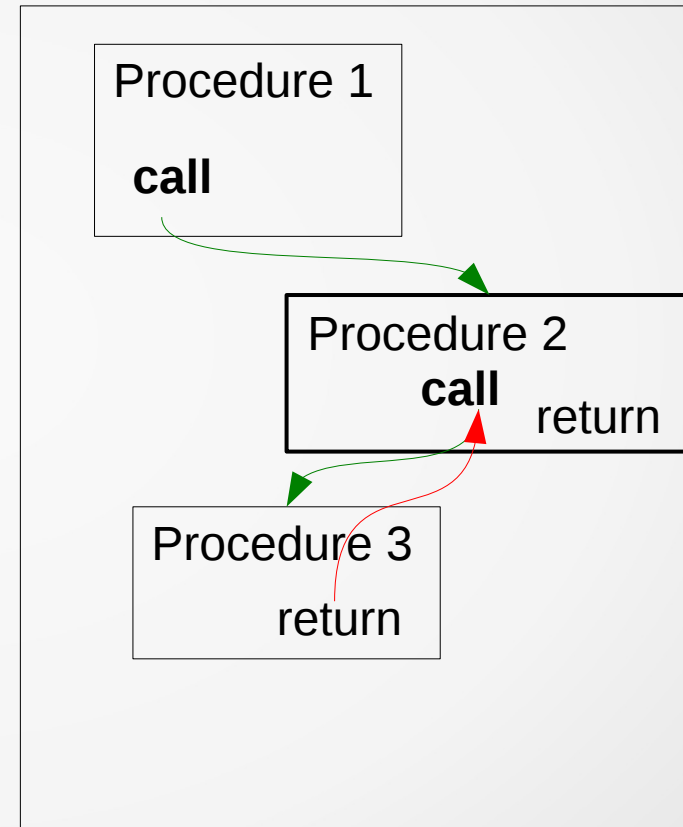 Procedure 1
call
Procedure 2
call
return
Procedure 3
return